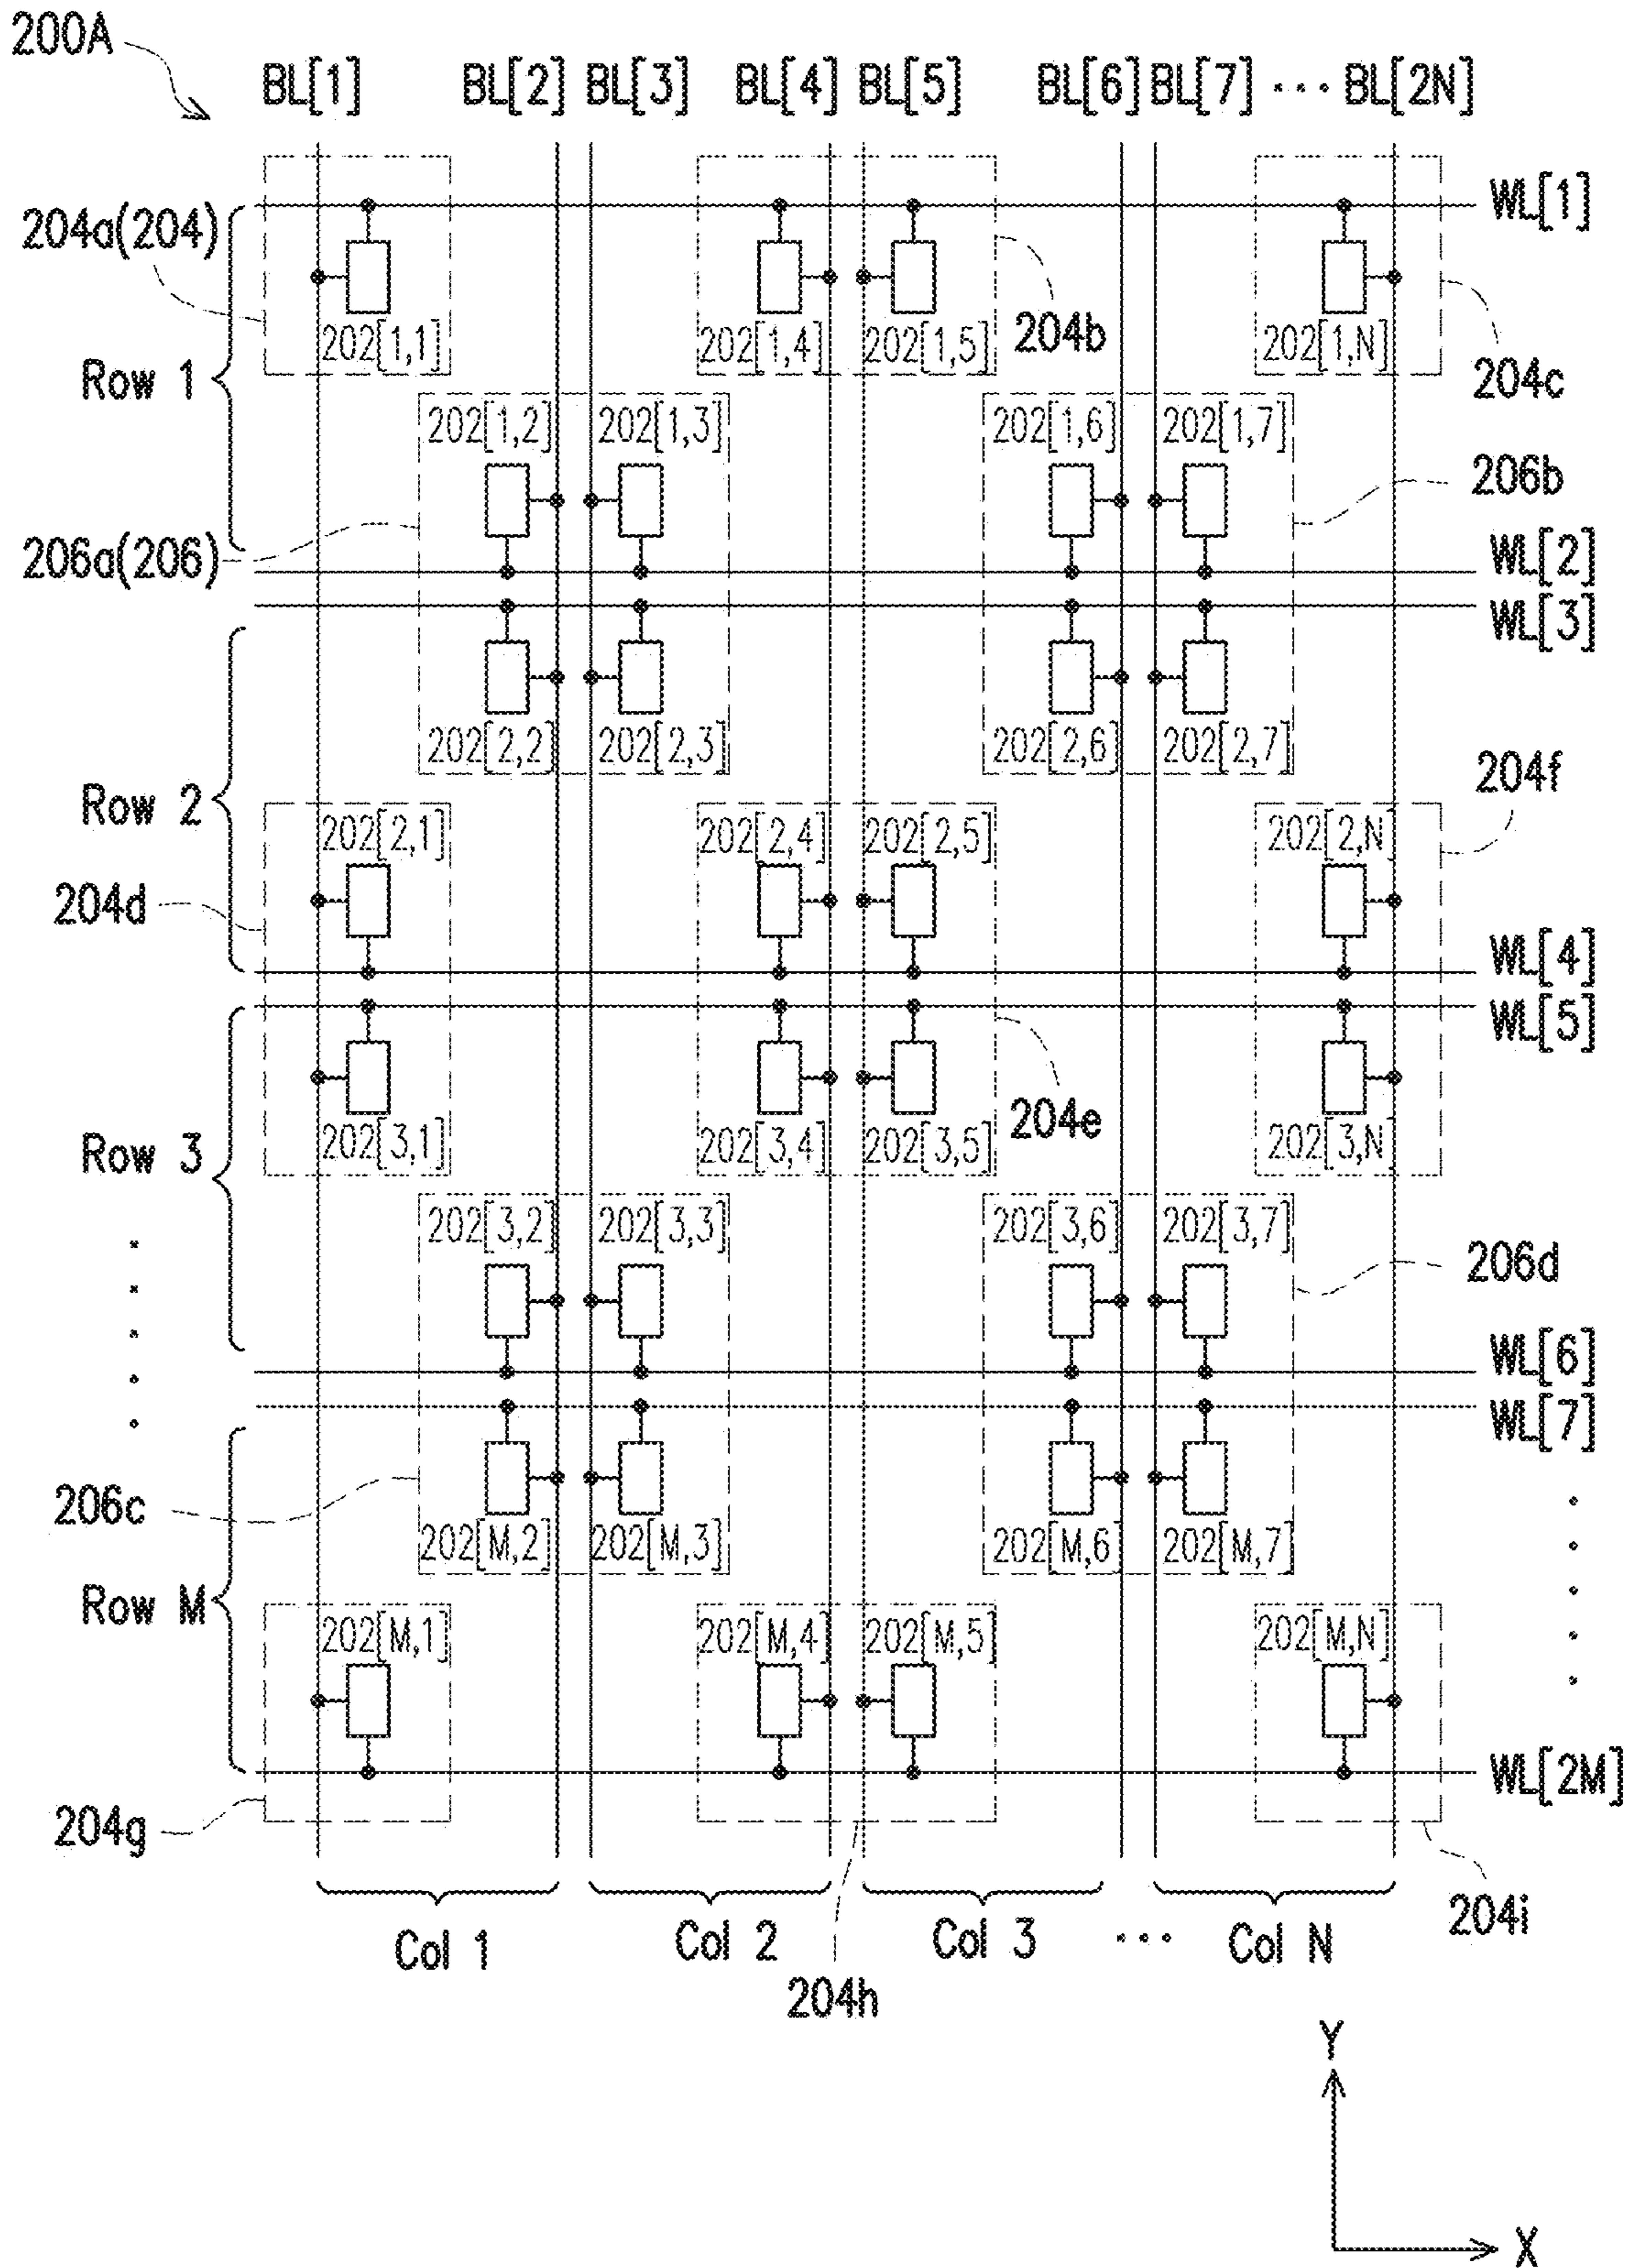 200A
BL[1] BL[2] BL[3] BL[4] BL[5] BL[6] BL[7] ··· BL[2N]
WL[1]
204a(204)
202[1,1] 202[1,4] 202[1,5] 204b 202[1,N]
Row 1 204c
202[1,2] 202[1,3] 202[1,6] 202[1,7]
206b
206a(206) WL[2]
WL[3]
202[2,2] 202[2,3] 202[2,6] 202[2,7]
204f
Row 2
202[2,1] 202[2,4] 202[2,5] 202[2,N]
204d
WL[4]
WL[5]
204e
Row 3 202[3,1] 202[3,4] 202[3,5] 202[3,N]
202[3,2] 202[3,3] 202[3,6] 202[3,7]
206d
WL[6]
WL[7]
206c
202[M,2] 202[M,3] 202[M,6] 202[M,7]
Row M
202[M,1] 202[M,4] 202[M,5] 202[M,N]
WL[2M]
204g
204i
Col 1 Col 2 Col 3 ··· Col N
204h
Y
X